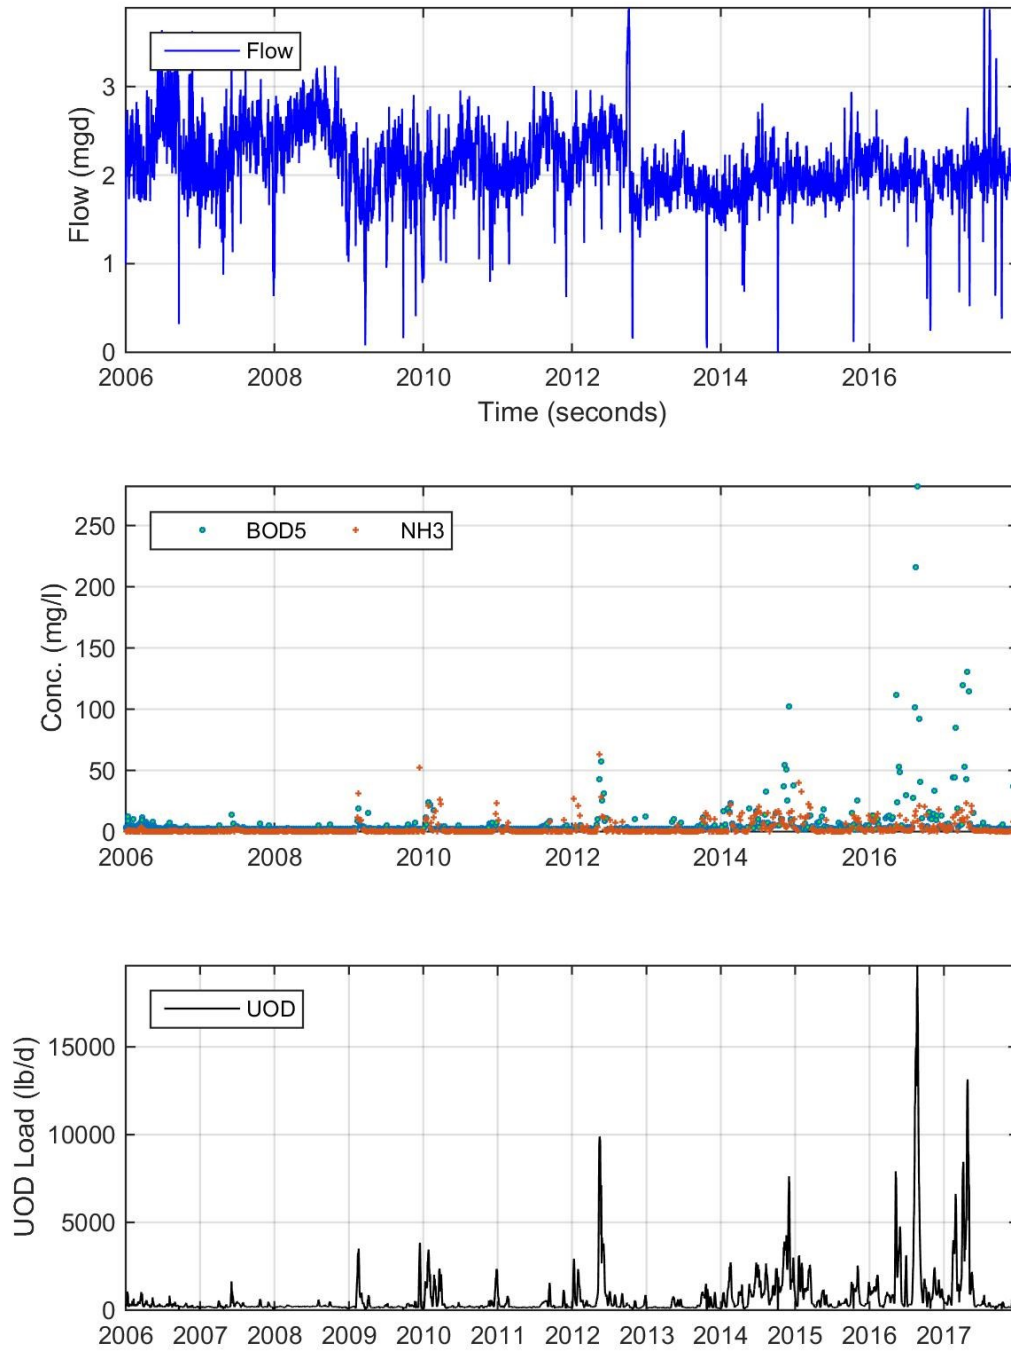 Flow
Flow (mgd)
3
2
1
0
2006 2008 2010 2012 2014 2016
Time (seconds)
BOD5 NH3
Conc. (mg/l)
250
200
150
100
50
0
2006 2008 2010 2012 2014 2016
UOD
UOD Load (lb/d)
15000
10000
5000
0
2006 2007 2008 2009 2010 2011 2012 2013 2014 2015 2016 2017